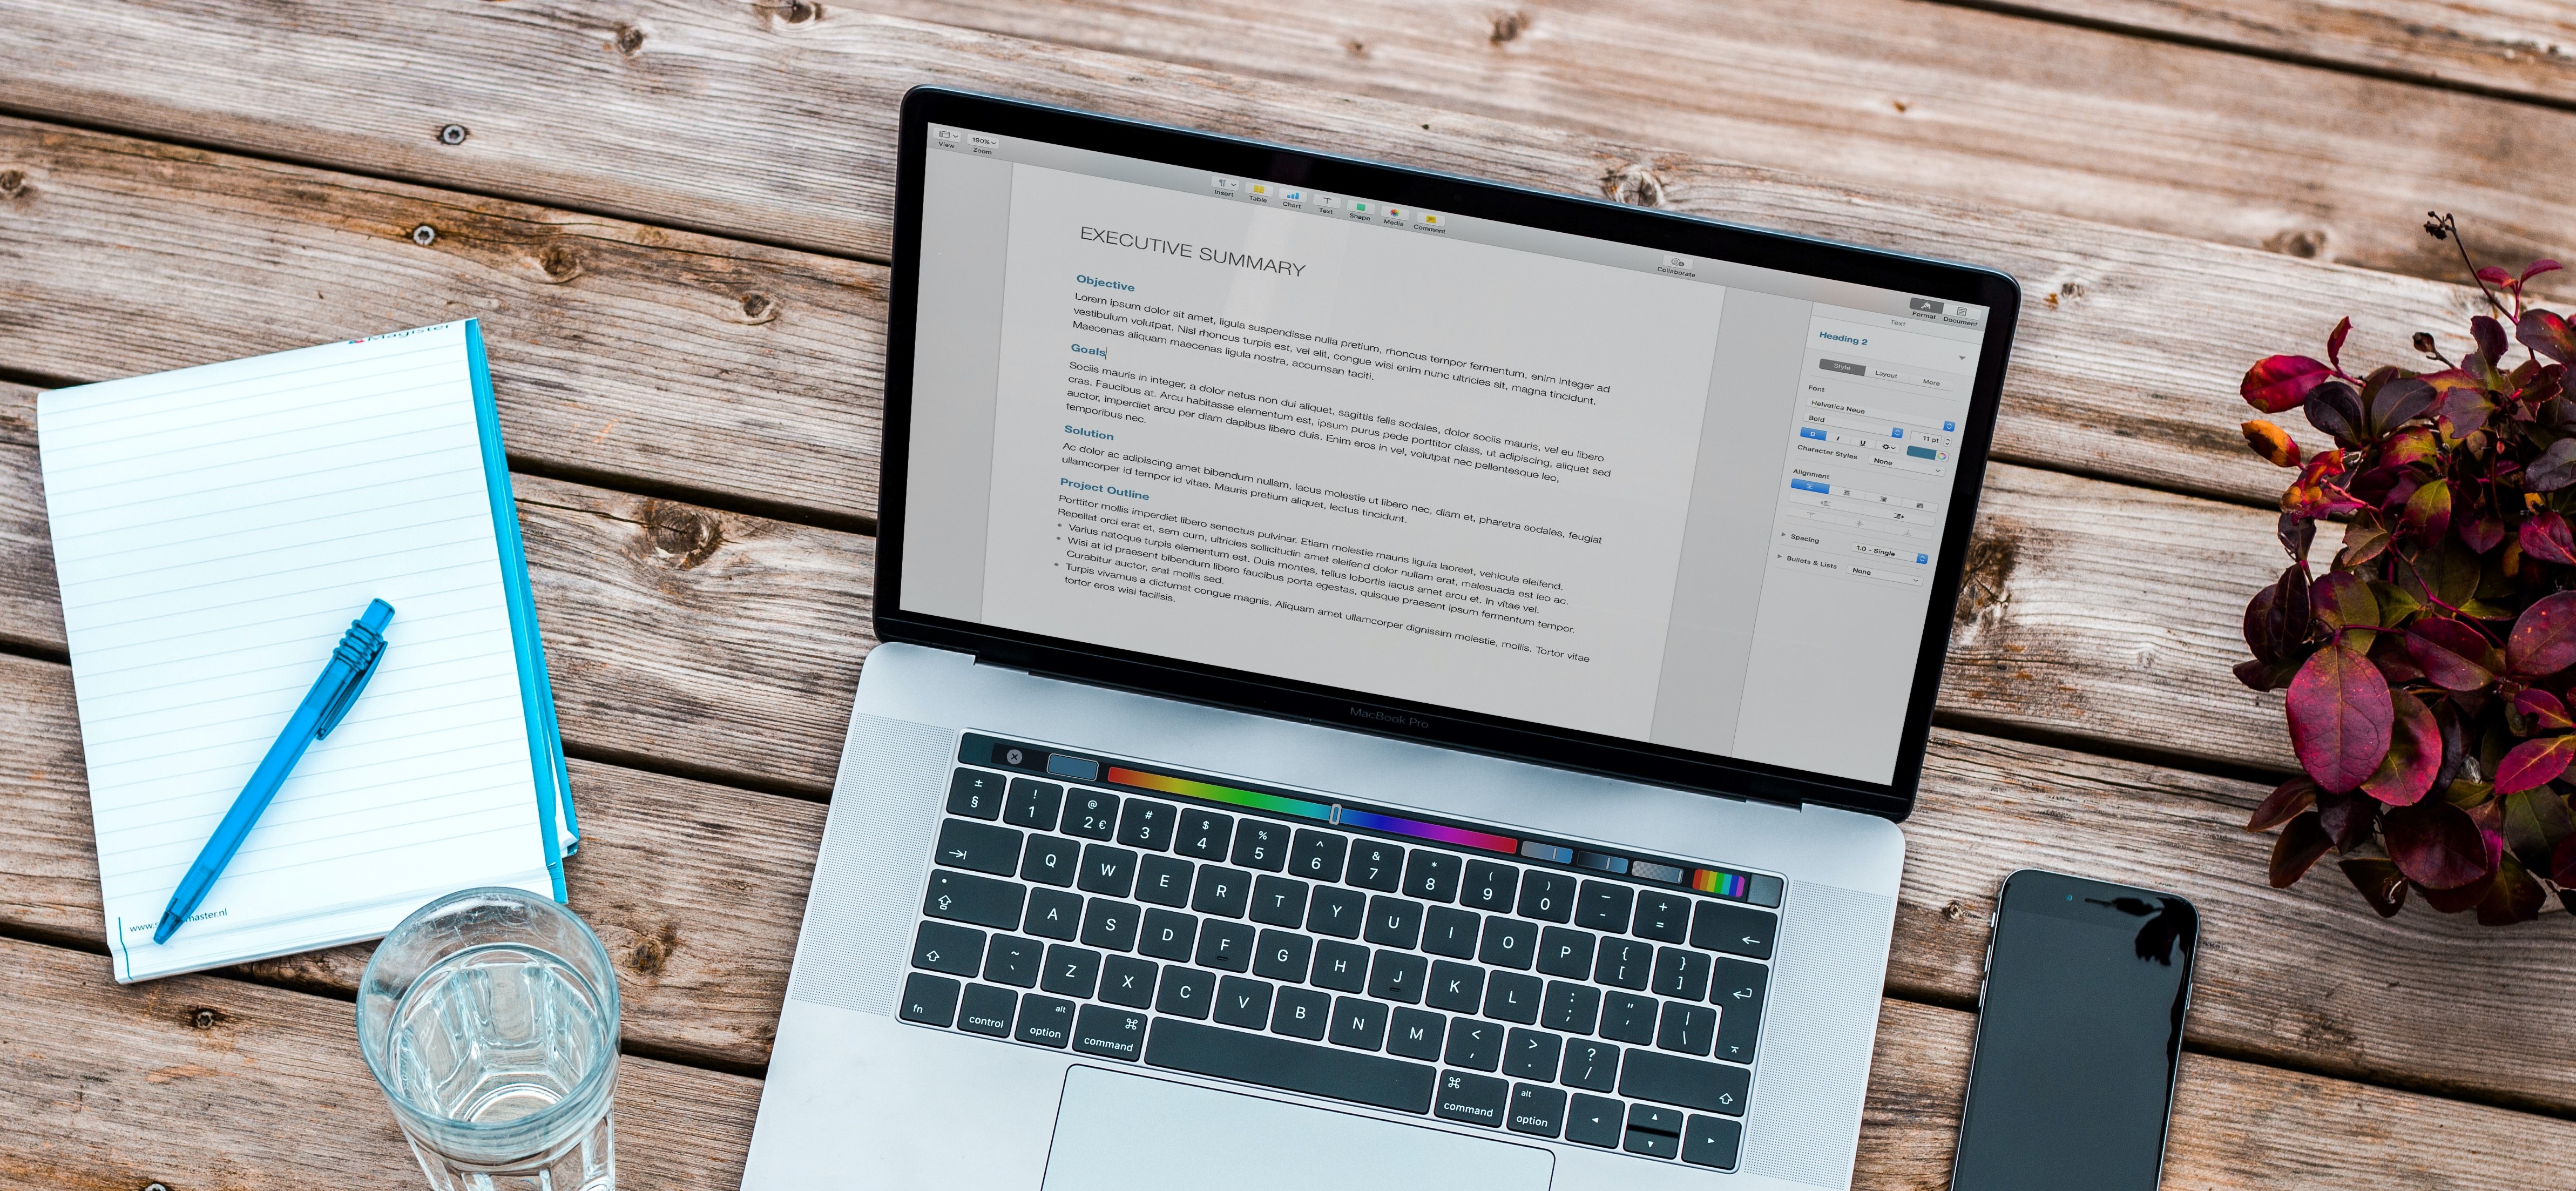 190%
View
Zoom
Insert
Table
Chart
Text
Shape
Media
Comment
Collaborate
Format
Document
EXECUTIVE SUMMARY
Objective
Lorem ipsum dolor sit amet, ligula suspendisse nulla pretium, rhoncus tempor fermentum, enim integer ad
vestibulum volutpat. Nisl rhoncus turpis est, vel elit, congue wisi enim nunc ultricies sit, magna tincidunt.
Maecenas aliquam maecenas ligula nostra, accumsan taciti.
Goals
Sociis mauris in integer, a dolor netus non dui aliquet, sagittis felis sodales, dolor sociis mauris, vel eu libero
cras. Faucibus at. Arcu habitasse elementum est, ipsum purus pede porttitor class, ut adipiscing, aliquet sed
auctor, imperdiet arcu per diam dapibus libero duis. Enim eros in vel, volutpat nec pellentesque leo,
temporibus nec.
Solution
Ac dolor ac adipiscing amet bibendum nullam, lacus molestie ut libero nec, diam et, pharetra sodales, feugiat
ullamcorper id tempor id vitae. Mauris pretium aliquet, lectus tincidunt.
Project Outline
Porttitor mollis imperdiet libero senectus pulvinar. Etiam molestie mauris ligula laoreet, vehicula eleifend.
Repellat orci erat et, sem cum, ultricies sollicitudin amet eleifend dolor nullam erat, malesuada est leo ac.
• Varius natoque turpis elementum est. Duis montes, tellus lobortis lacus amet arcu et. In vitae vel.
• Wisi at id praesent bibendum libero faucibus porta egestas, quisque praesent ipsum fermentum tempor.
Curabitur auctor, erat mollis sed.
• Turpis vivamus a dictumst congue magnis. Aliquam amet ullamcorper dignissim molestie, mollis. Tortor vitae
tortor eros wisi facilisis.
Text
Heading 2
Style
Layout
More
Font
Helvetica Neue
Bold
11 pt
B I U
Character Styles
None
Alignment
Spacing
1.0 - Single
Bullets & Lists
None
MacBook Pro
± ! @ # $ % ^ & * ( ) _ +
§ 1 2 € 3 4 5 6 7 8 9 0 - =
Q W E R T Y U I O P { [ } ]
A S D F G H J K L : ; " ' | \
~ ` Z X C V B N M < , > . ? /
fn
control
alt
option
⌘
command
⌘
command
alt
option
www.
master.nl